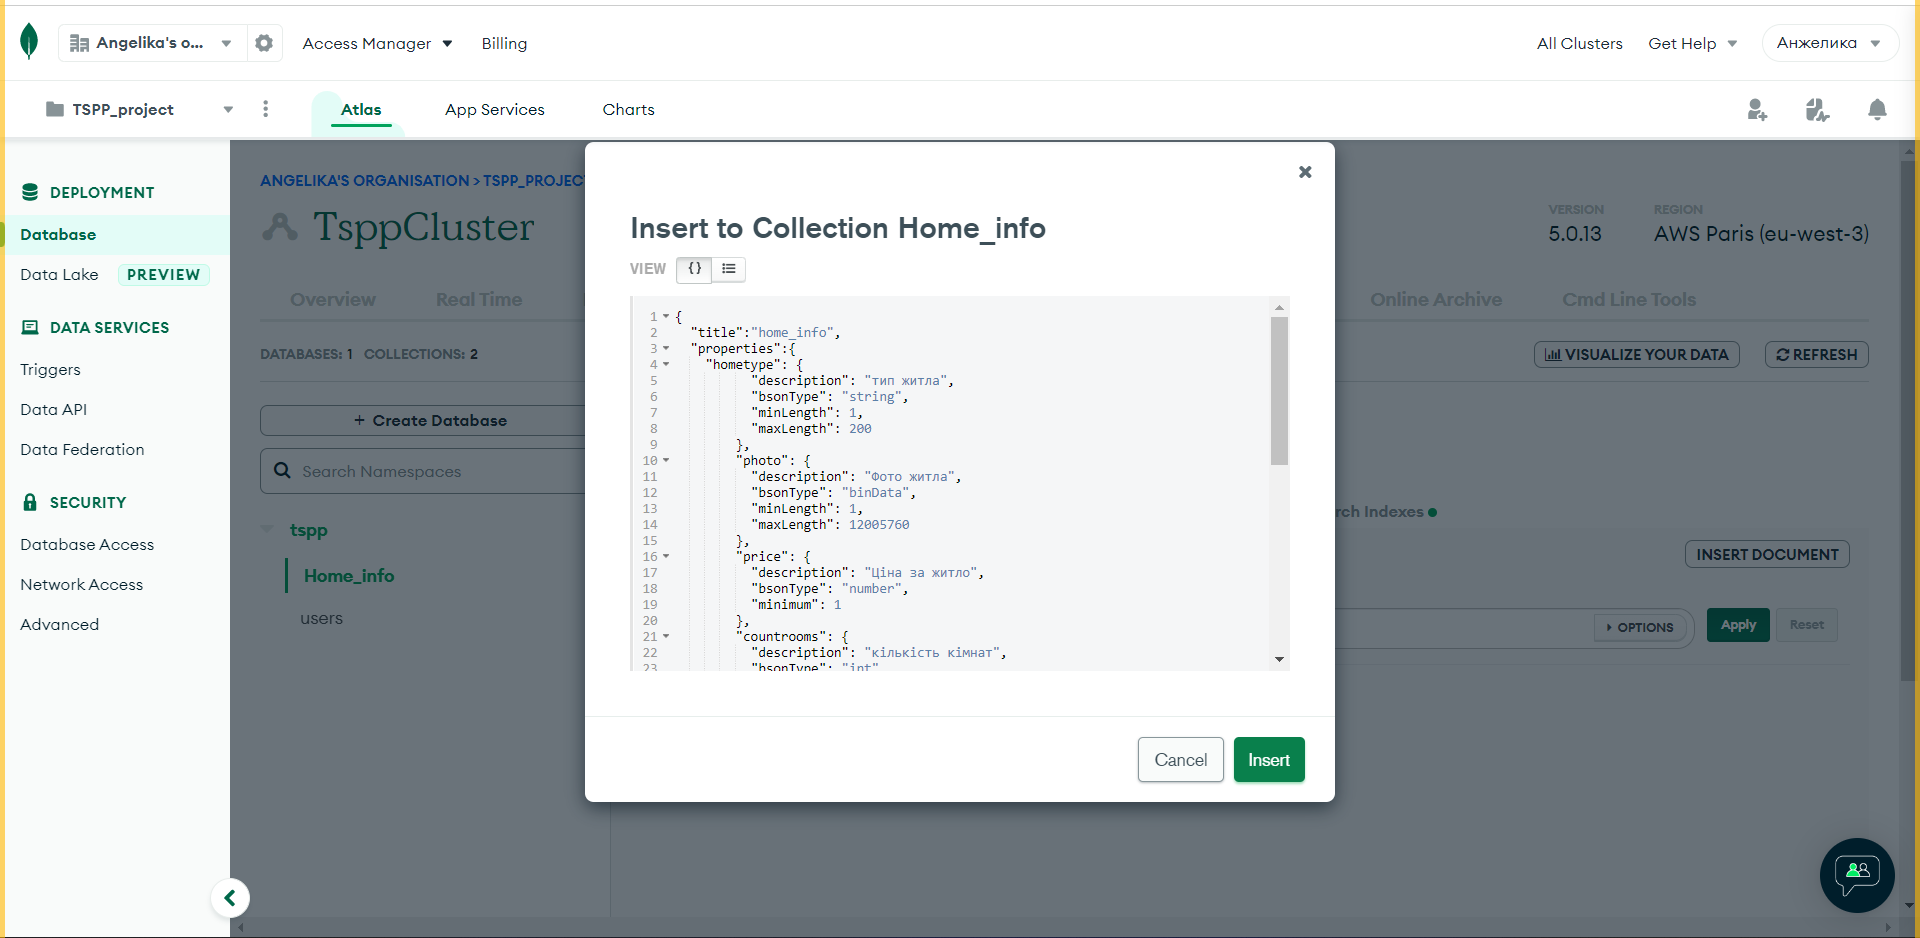 Angelika's o...
Access Manager
Billing
All Clusters
Get Help
Анжелика
TSPP_project
Atlas
App Services
Charts
DEPLOYMENT
Database
Data Lake
PREVIEW
DATA SERVICES
Triggers
Data API
Data Federation
SECURITY
Database Access
Network Access
Advanced
ANGELIKA'S ORGANISATION > TSPP_PROJEC
TsppCluster
VERSION
5.0.13
REGION
AWS Paris (eu-west-3)
Overview
Real Time
Online Archive
Cmd Line Tools
DATABASES: 1 COLLECTIONS: 2
VISUALIZE YOUR DATA
REFRESH
+ Create Database
Search Namespaces
tspp
Home_info
users
rch Indexes
INSERT DOCUMENT
OPTIONS
Apply
Reset
Insert to Collection Home_info
VIEW {}
1 {
2 "title":"home_info",
3 "properties":{
4 "hometype": {
5 "description": "тип житла",
6 "bsonType": "string",
7 "minLength": 1,
8 "maxLength": 200
9 },
10 "photo": {
11 "description": "Фото житла",
12 "bsonType": "binData",
13 "minLength": 1,
14 "maxLength": 12005760
15 },
16 "price": {
17 "description": "Ціна за житло",
18 "bsonType": "number",
19 "minimum": 1
20 },
21 "countrooms": {
22 "description": "кількість кімнат",
23 "bsonType": "int"
Cancel
Insert